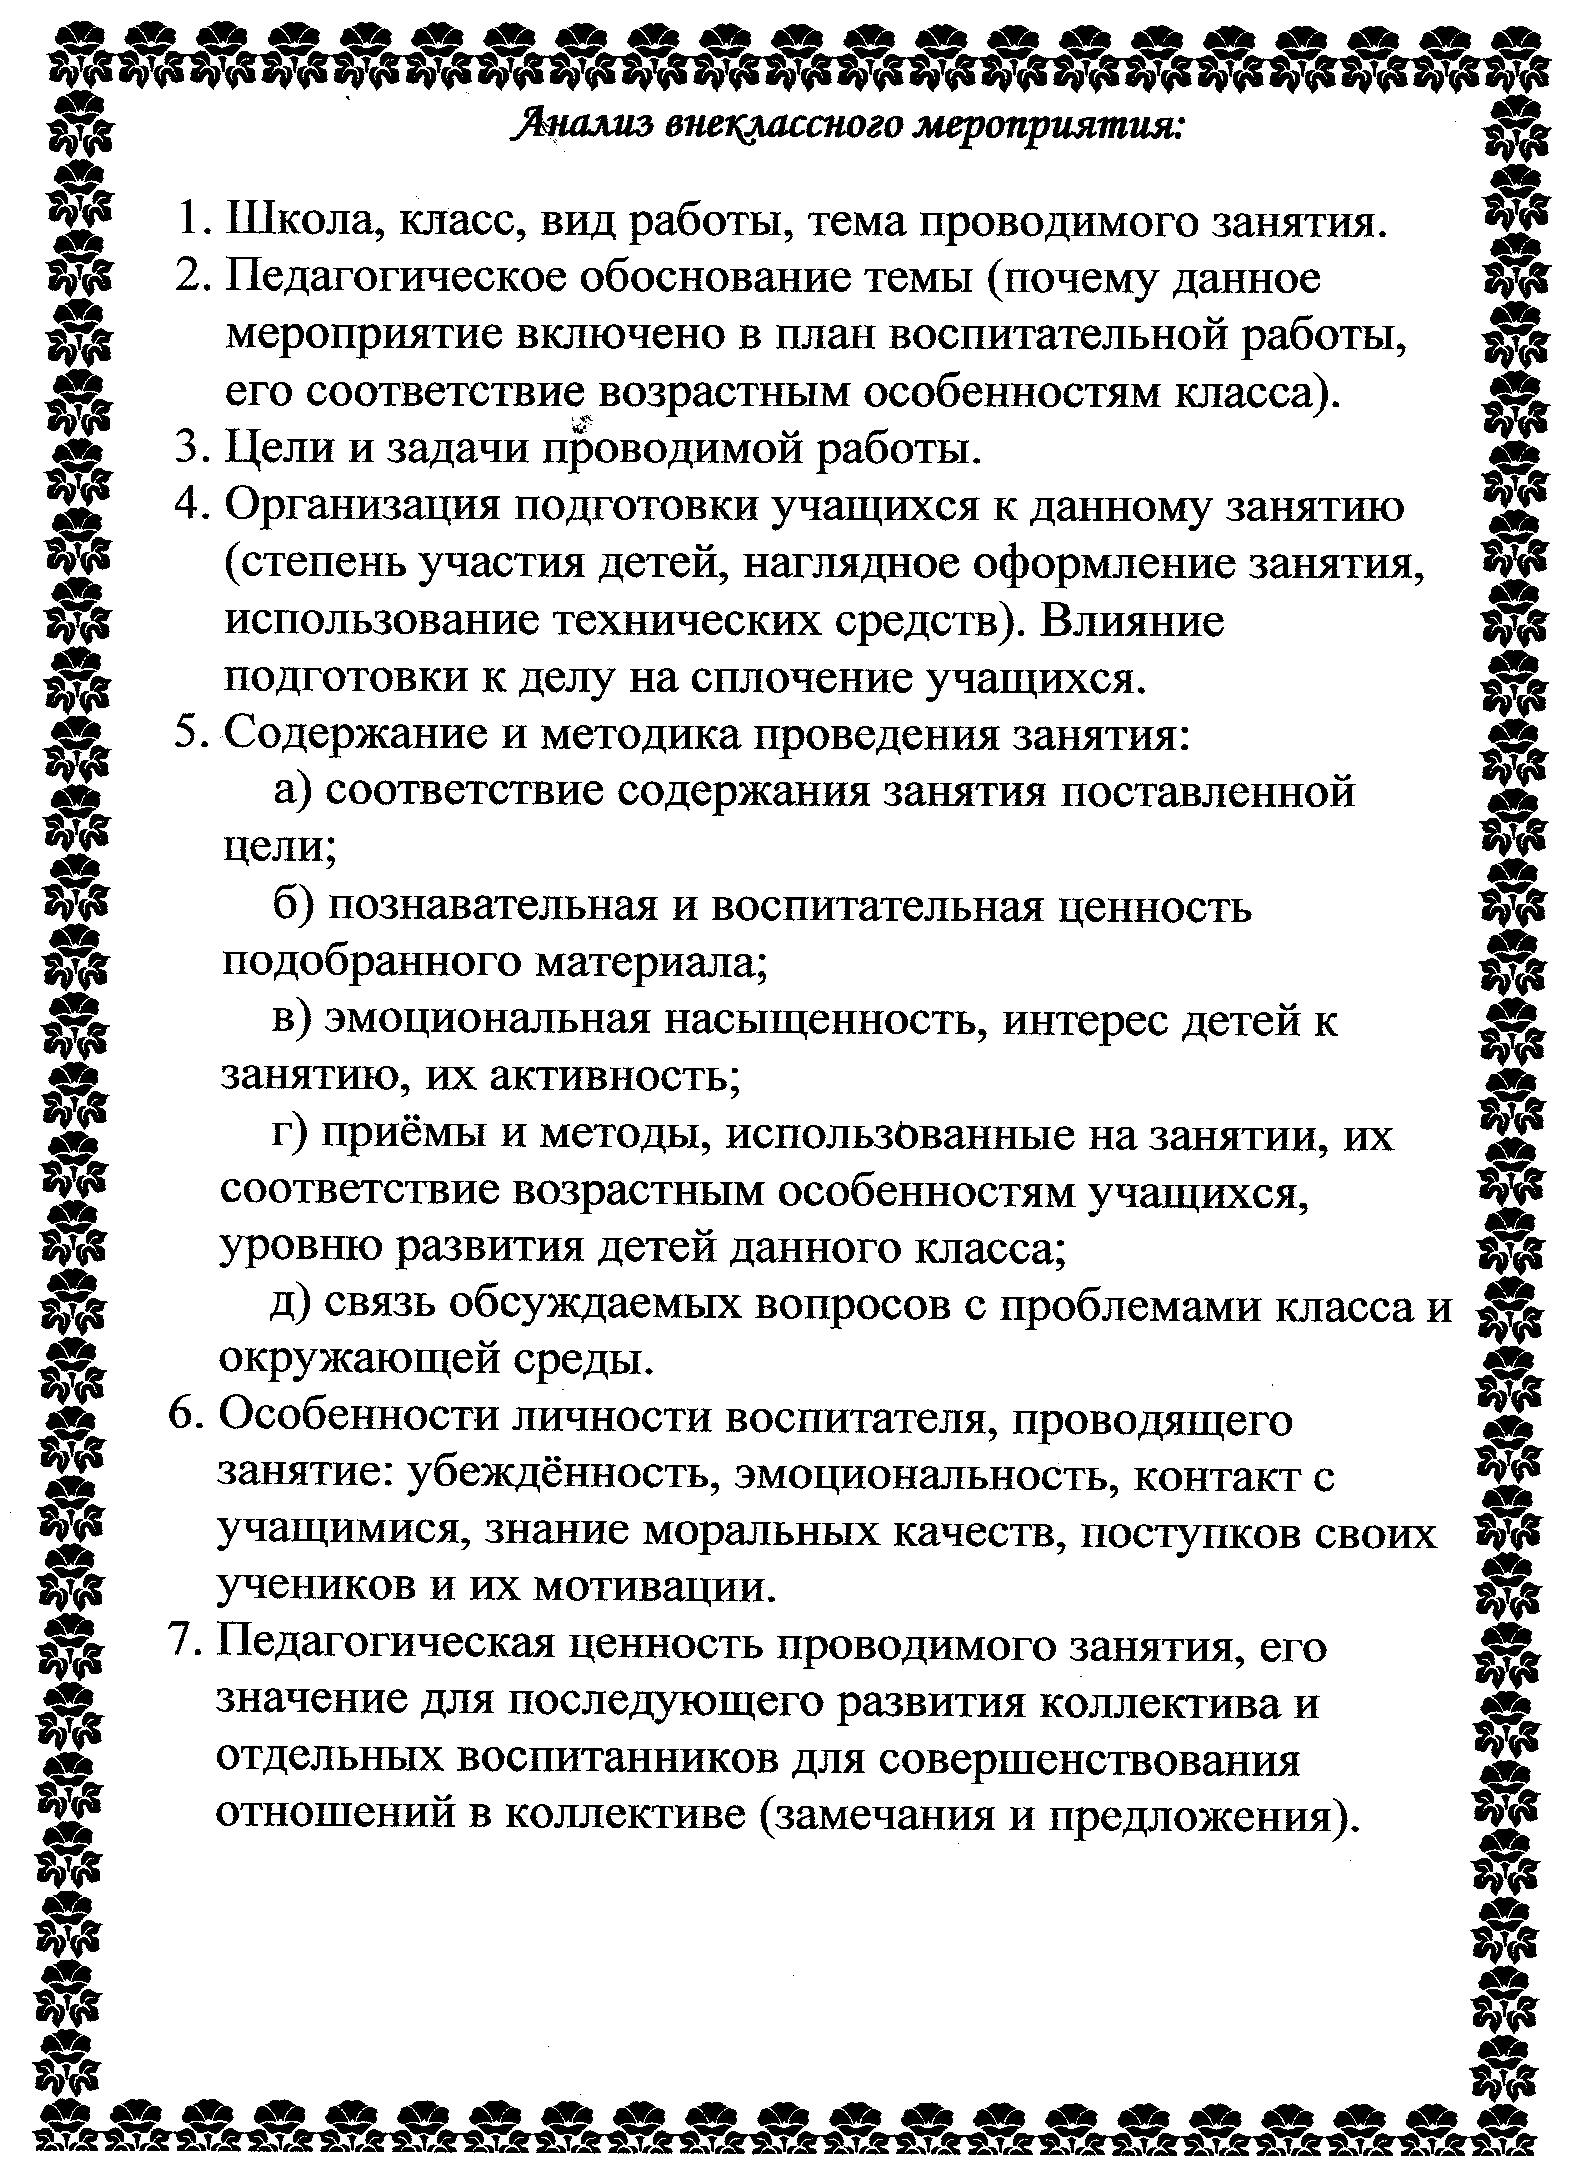 Анализ внеклассного мероприятия:
1. Школа, класс, вид работы, тема проводимого занятия.
2. Педагогическое обоснование темы (почему данное
мероприятие включено в план воспитательной работы,
его соответствие возрастным особенностям класса).
3. Цели и задачи проводимой работы.
4. Организация подготовки учащихся к данному занятию
(степень участия детей, наглядное оформление занятия,
использование технических средств). Влияние
подготовки к делу на сплочение учащихся.
5. Содержание и методика проведения занятия:
а) соответствие содержания занятия поставленной
цели;
б) познавательная и воспитательная ценность
подобранного материала;
в) эмоциональная насыщенность, интерес детей к
занятию, их активность;
г) приёмы и методы, использованные на занятии, их
соответствие возрастным особенностям учащихся,
уровню развития детей данного класса;
д) связь обсуждаемых вопросов с проблемами класса и
окружающей среды.
6. Особенности личности воспитателя, проводящего
занятие: убеждённость, эмоциональность, контакт с
учащимися, знание моральных качеств, поступков своих
учеников и их мотивации.
7. Педагогическая ценность проводимого занятия, его
значение для последующего развития коллектива и
отдельных воспитанников для совершенствования
отношений в коллективе (замечания и предложения).